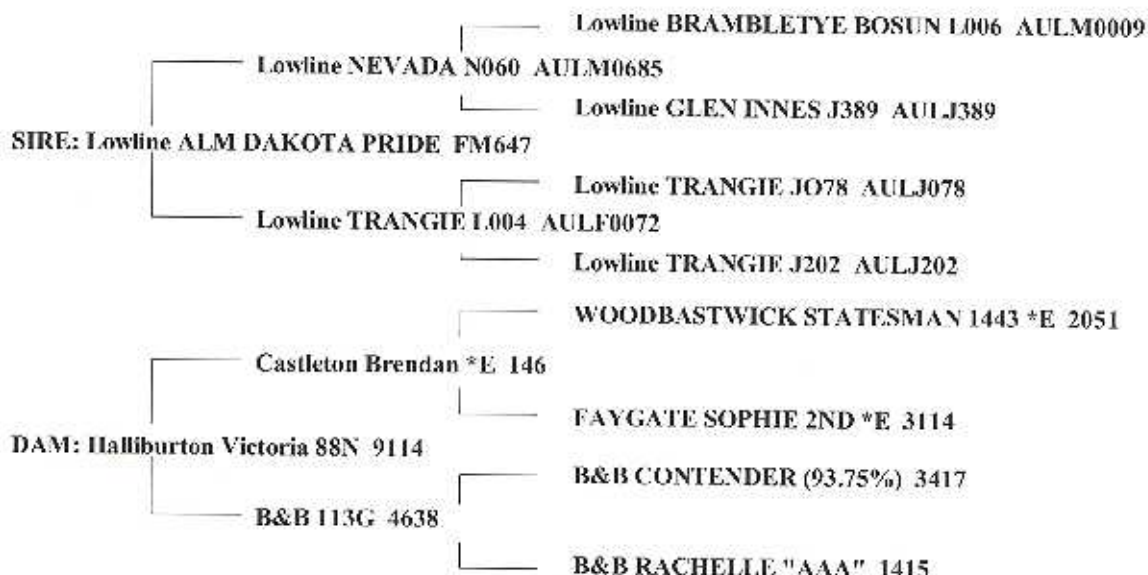 Lowline BRAMBLETYE BOSUN L006 AULM0009
Lowline NEVADA N060 AULM0685
Lowline GLEN INNES J389 AULJ389
SIRE: Lowline ALM DAKOTA PRIDE FM647
Lowline TRANGIE JO78 AULJ078
Lowline TRANGIE L004 AULF0072
Lowline TRANGIE J202 AULJ202
WOODBASTWICK STATESMAN 1443 *E 2051
Castleton Brendan *E 146
FAYGATE SOPHIE 2ND *E 3114
DAM: Halliburton Victoria 88N 9114
B&B CONTENDER (93.75%) 3417
B&B 113G 4638
B&B RACHELLE "AAA" 1415